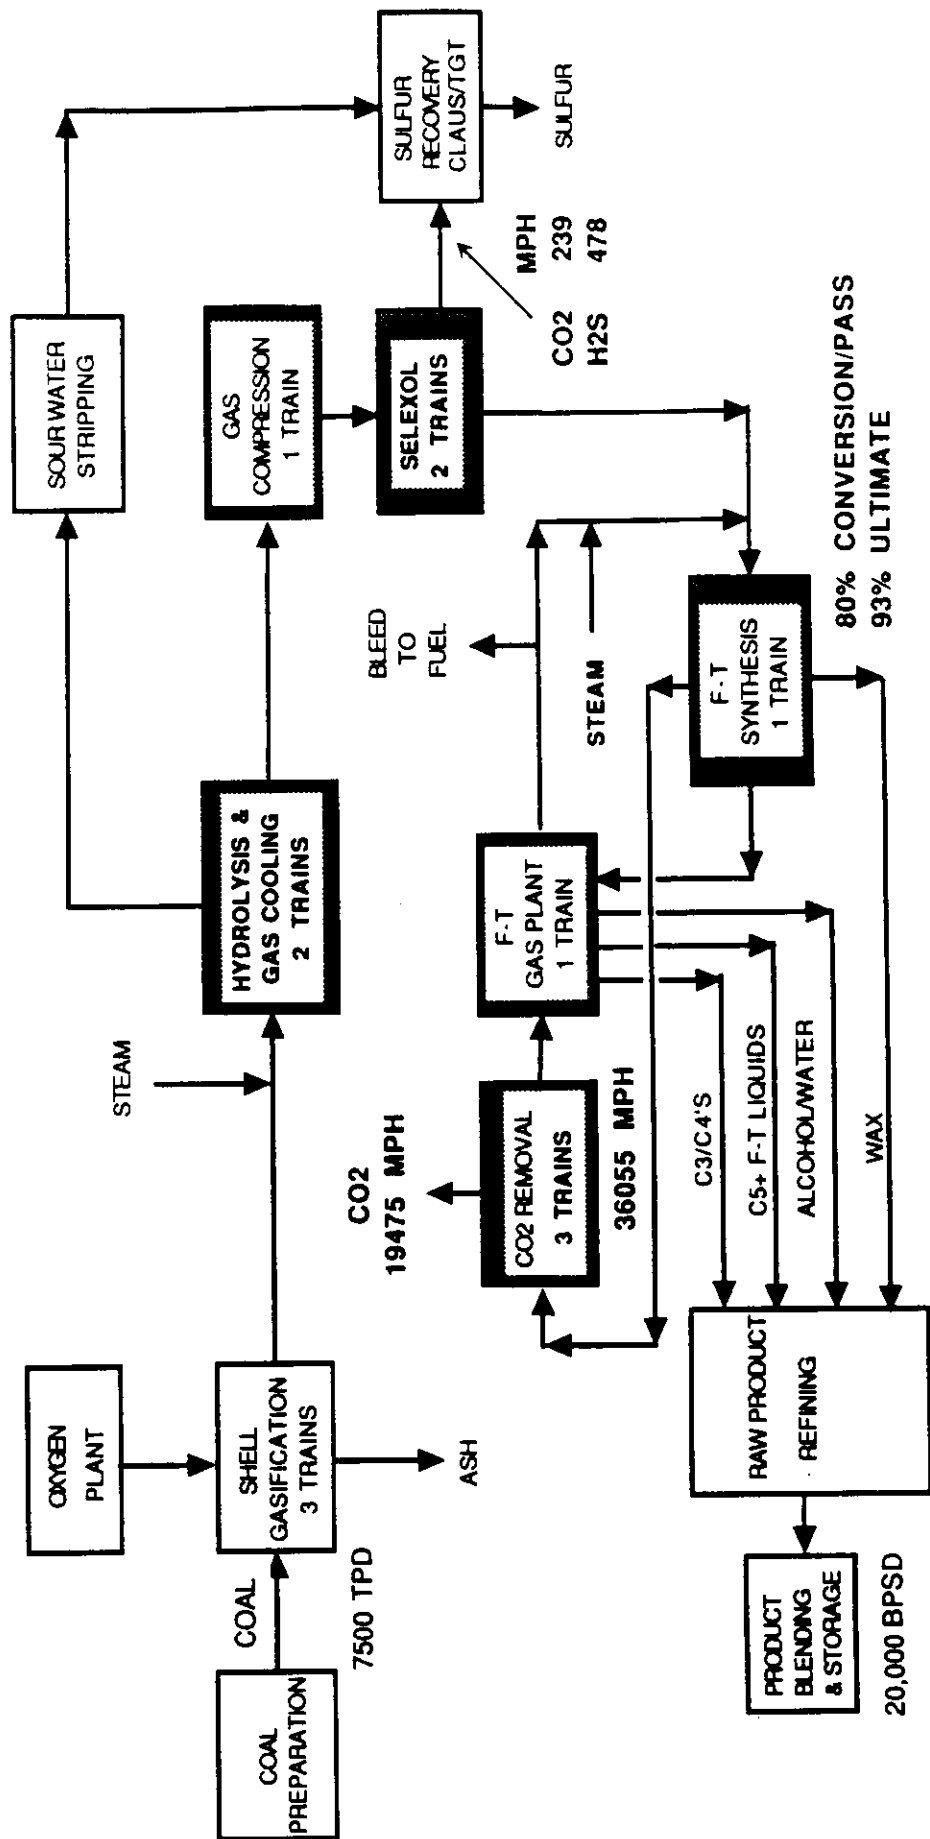 COAL
PREPARATION
COAL
7500 TPD
OXYGEN
PLANT
SHELL
GASIFICATION
3 TRAINS
ASH
STEAM
HYDROLYSIS &
GAS COOLING
2 TRAINS
SOUR WATER
STRIPPING
GAS
COMPRESSION
1 TRAIN
SELEXOL
2 TRAINS
SULFUR
RECOVERY
CLAUS/TGT
SULFUR
MPH
CO2 239
H2S 478
CO2
19475 MPH
CO2 REMOVAL
3 TRAINS
36055 MPH
F-T
GAS PLANT
1 TRAIN
BLEED
TO
FUEL
STEAM
F-T
SYNTHESIS
1 TRAIN
80% CONVERSION/PASS
93% ULTIMATE
C3/C4'S
C5+ F-T LIQUIDS
ALCOHOL/WATER
WAX
RAW PRODUCT
REFINING
PRODUCT
BLENDING
& STORAGE
20,000 BPSD